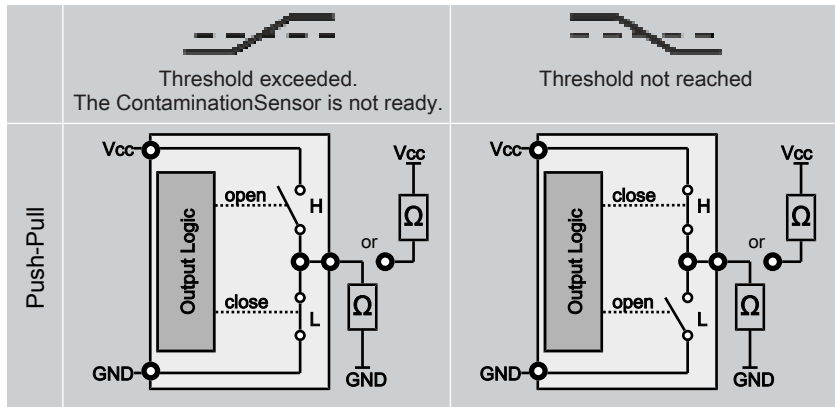 Threshold exceeded.
The ContaminationSensor is not ready.
Threshold not reached
Push-Pull
Vcc
Output Logic
open
H
close
L
GND
or
Vcc
Ω
Ω
GND
Vcc
Output Logic
close
H
open
L
GND
or
Vcc
Ω
Ω
GND